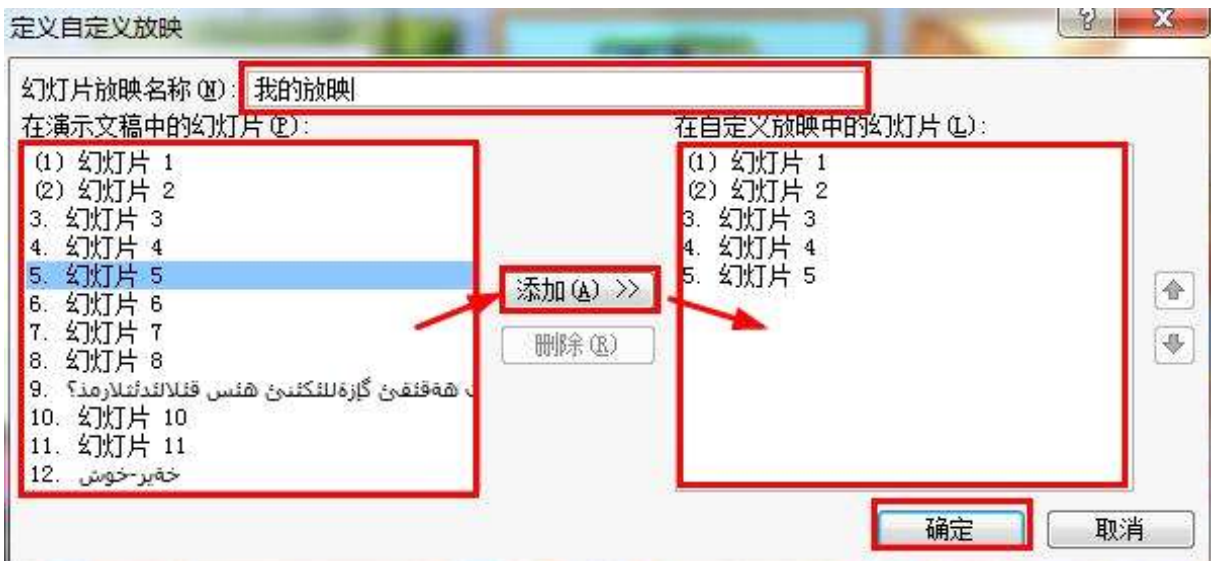 定义自定义放映
幻灯片放映名称(N): 我的放映
在演示文稿中的幻灯片(P):
(1) 幻灯片 1
(2) 幻灯片 2
3. 幻灯片 3
4. 幻灯片 4
5. 幻灯片 5
6. 幻灯片 6
7. 幻灯片 7
8. 幻灯片 8
9.
10. 幻灯片 10
11. 幻灯片 11
12. خةير-خوش
添加(A) >>
删除(R)
在自定义放映中的幻灯片(L):
(1) 幻灯片 1
(2) 幻灯片 2
3. 幻灯片 3
4. 幻灯片 4
5. 幻灯片 5
确定
取消